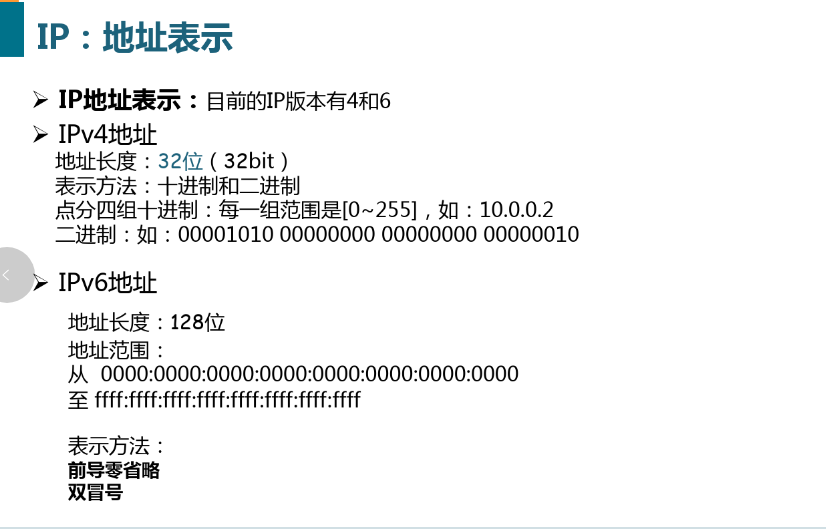 IP：地址表示
IP地址表示：目前的IP版本有4和6
IPv4地址
地址长度：32位（32bit）
表示方法：十进制和二进制
点分四组十进制：每一组范围是[0~255]，如：10.0.0.2
二进制：如：00001010 00000000 00000000 00000010
IPv6地址
地址长度：128位
地址范围：
从 0000:0000:0000:0000:0000:0000:0000:0000
至 ffff:ffff:ffff:ffff:ffff:ffff:ffff:ffff
表示方法：
前导零省略
双冒号